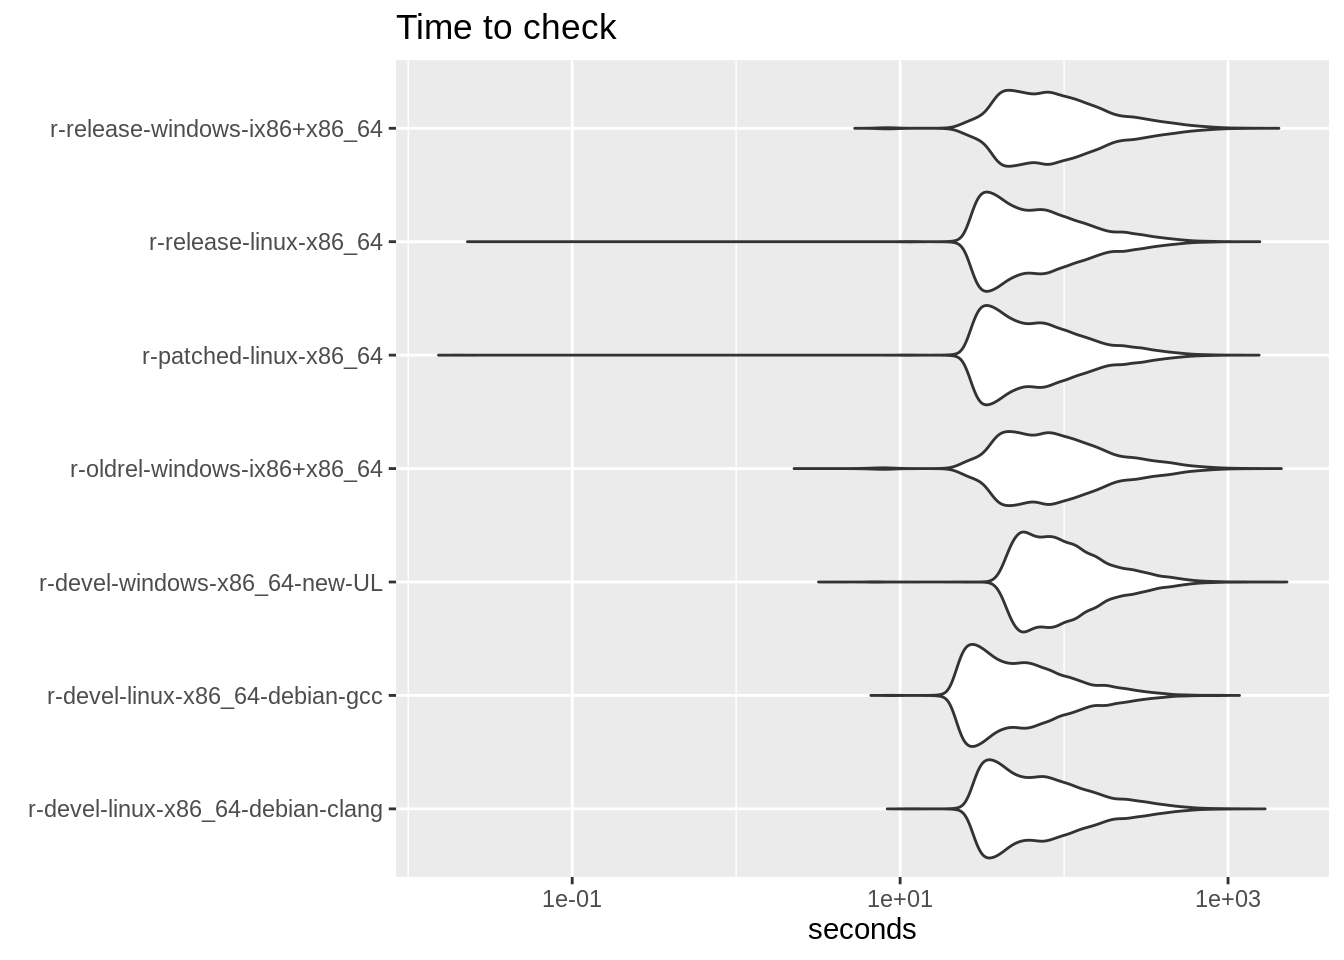 Time to check
r-release-windows-ix86+x86_64
r-release-linux-x86_64
r-patched-linux-x86_64
r-oldrel-windows-ix86+x86_64
r-devel-windows-x86_64-new-UL
r-devel-linux-x86_64-debian-gcc
r-devel-linux-x86_64-debian-clang
1e-01 1e+01 1e+03
seconds